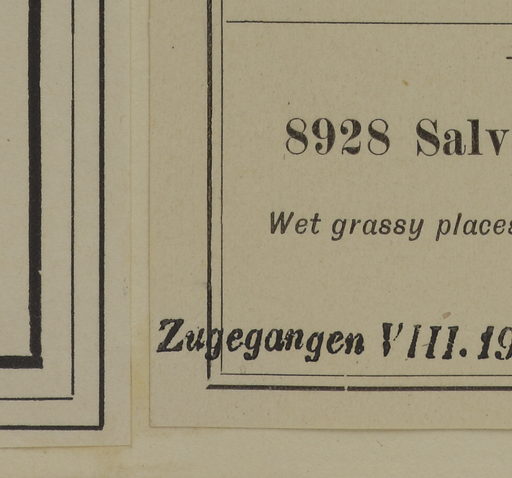 8928 Salv
Wet grassy places
Zugegangen VIII. 19